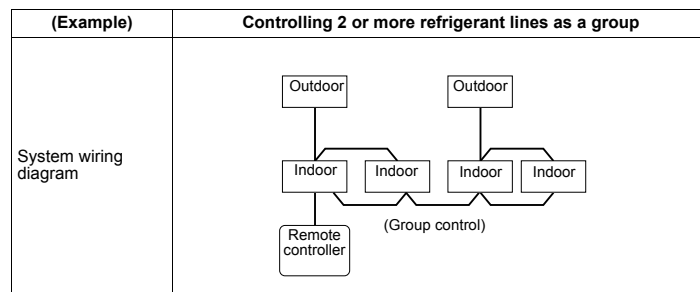 (Example)
Controlling 2 or more refrigerant lines as a group
System wiring
diagram
Outdoor
Outdoor
Indoor
Indoor
Indoor
Indoor
(Group control)
Remote
controller